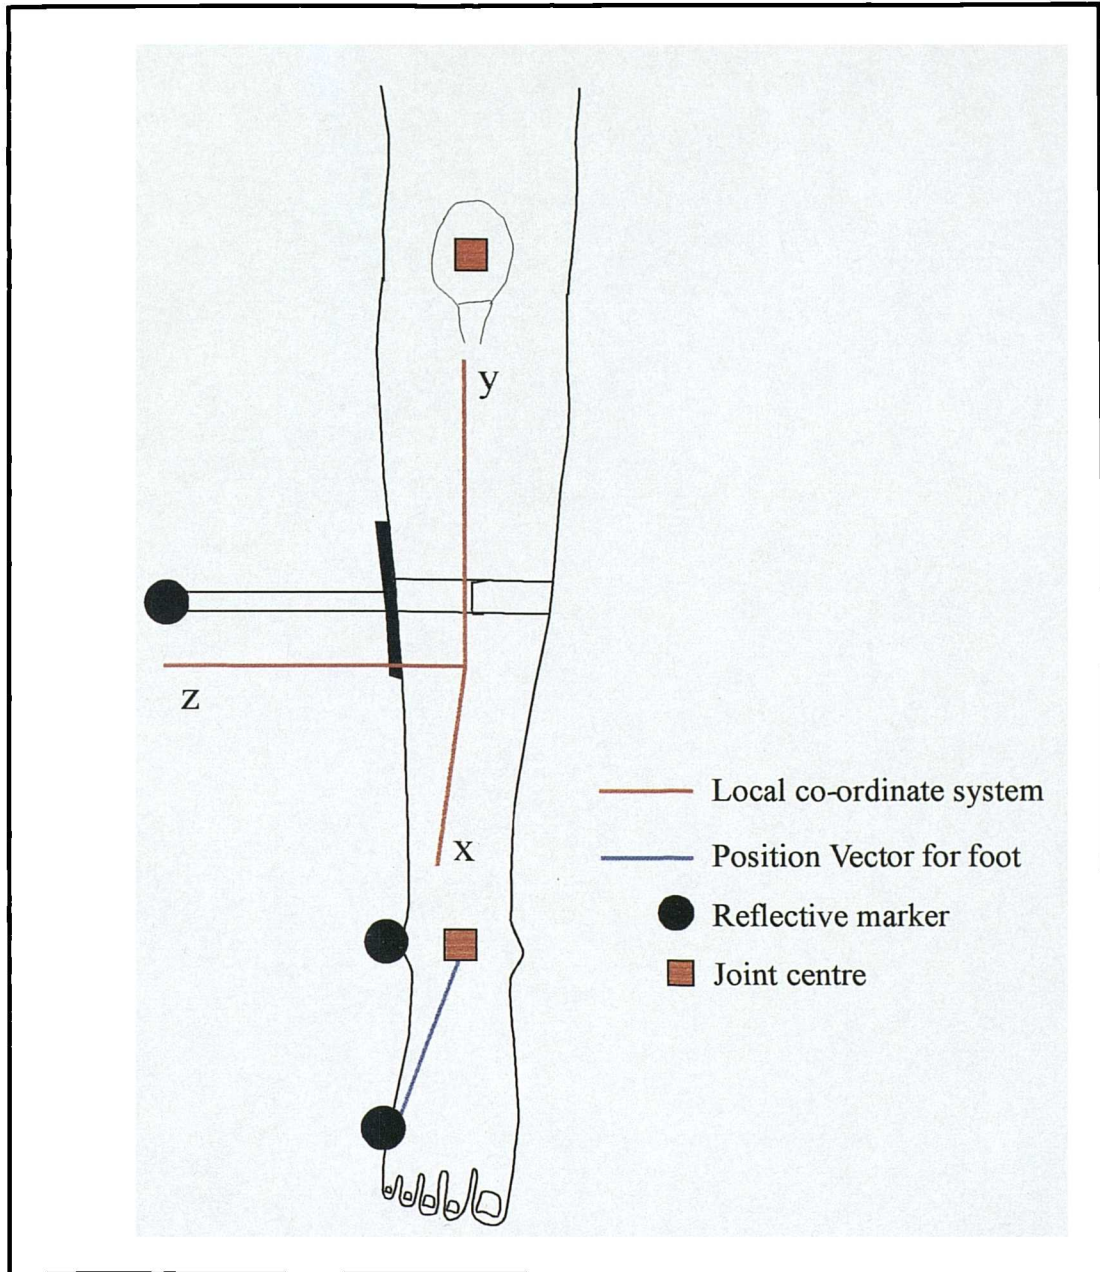 y
z
x
Local co-ordinate system
Position Vector for foot
Reflective marker
Joint centre